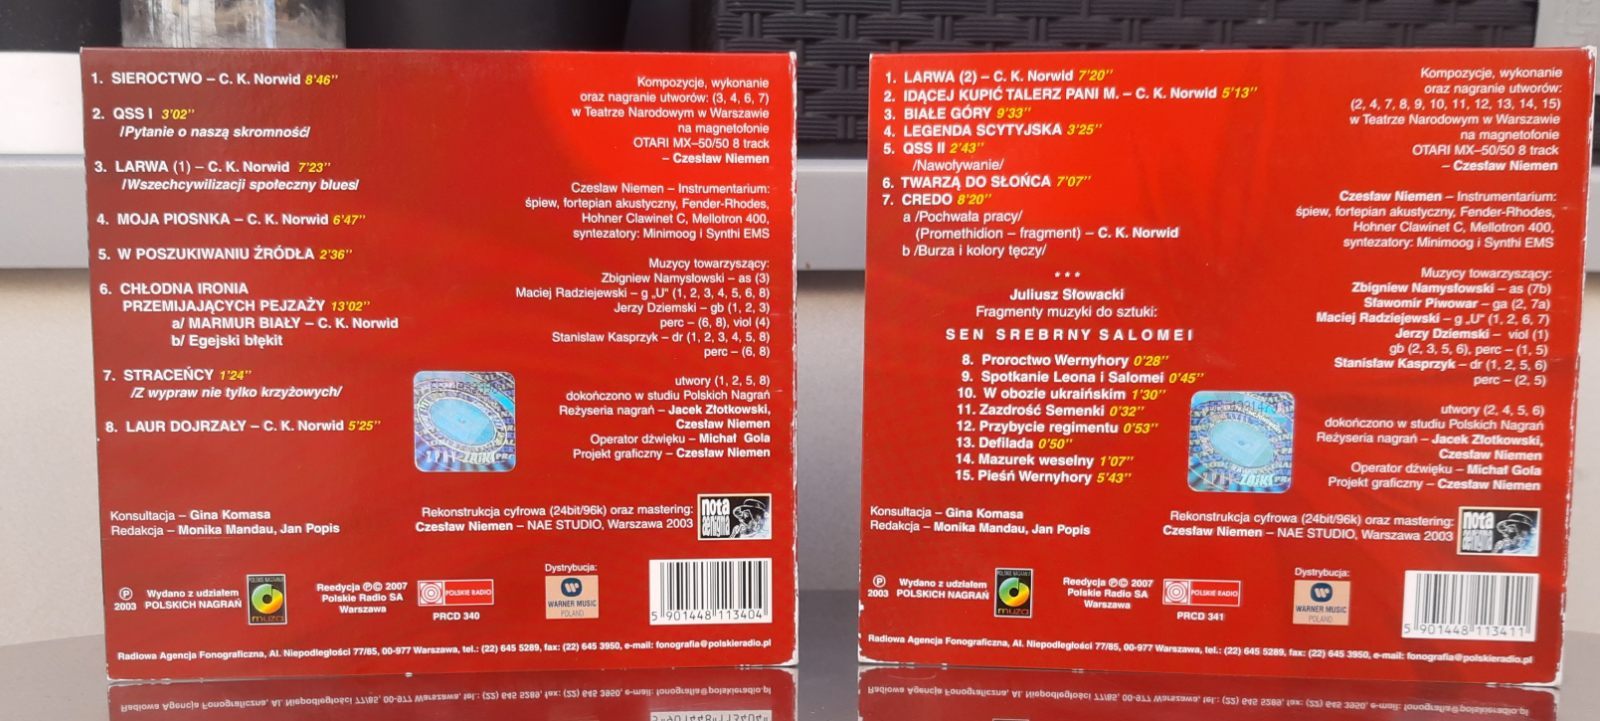 1. SIEROCTWO – C. K. Norwid 8'46"
2. QSS I 3'02"
/Pytanie o naszą skromność/
3. LARWA (1) – C. K. Norwid 7'23"
/Wszechcywilizacji społeczny blues/
4. MOJA PIOSNKA – C. K. Norwid 6'47"
5. W POSZUKIWANIU ŹRÓDŁA 2'36"
6. CHŁODNA IRONIA
PRZEMIJAJĄCYCH PEJZAŻY 13'02"
a/ MARMUR BIAŁY – C. K. Norwid
b/ Egejski błękit
7. STRACEŃCY 1'24"
/Z wypraw nie tylko krzyżowych/
8. LAUR DOJRZAŁY – C. K. Norwid 5'25"
Kompozycje, wykonanie
oraz nagranie utworów: (3, 4, 6, 7)
w Teatrze Narodowym w Warszawie
na magnetofonie
OTARI MX–50/50 8 track
– Czesław Niemen
Czesław Niemen – Instrumentarium:
śpiew, fortepian akustyczny, Fender-Rhodes,
Hohner Clawinet C, Mellotron 400,
syntezatory: Minimoog i Synthi EMS
Muzycy towarzyszący:
Zbigniew Namysłowski – as (3)
Maciej Radziejewski – g „U" (1, 2, 3, 4, 5, 6, 8)
Jerzy Dziemski – gb (1, 2, 3)
perc – (6, 8), viol (4)
Stanisław Kasprzyk – dr (1, 2, 3, 4, 5, 8)
perc – (6, 8)
utwory (1, 2, 5, 8)
dokończono w studiu Polskich Nagrań
Reżyseria nagrań – Jacek Złotkowski,
Czesław Niemen
Operator dźwięku – Michał Gola
Projekt graficzny – Czesław Niemen
Konsultacja – Gina Komasa
Redakcja – Monika Mandau, Jan Popis
Rekonstrukcja cyfrowa (24bit/96k) oraz mastering:
Czesław Niemen – NAE STUDIO, Warszawa 2003
nota
aenigma
℗
2003
Wydano z udziałem
POLSKICH NAGRAŃ
POLSKIE NAGRANIA
muza
Reedycja ℗© 2007
Polskie Radio SA
Warszawa
POLSKIE RADIO
PRCD 340
Dystrybucja:
WARNER MUSIC
POLAND
5 901448 113404
Radiowa Agencja Fonograficzna, Al. Niepodległości 77/85, 00-977 Warszawa, tel.: (22) 645 5289, fax: (22) 645 3950, e-mail: fonografia@polskieradio.pl
1. LARWA (2) – C. K. Norwid 7'20"
2. IDĄCEJ KUPIĆ TALERZ PANI M. – C. K. Norwid 5'13"
3. BIAŁE GÓRY 9'33"
4. LEGENDA SCYTYJSKA 3'25"
5. QSS II 2'43"
/Nawoływanie/
6. TWARZĄ DO SŁOŃCA 7'07"
7. CREDO 8'20"
a /Pochwała pracy/
(Promethidion – fragment) – C. K. Norwid
b /Burza i kolory tęczy/
* * *
Juliusz Słowacki
Fragmenty muzyki do sztuki:
SEN SREBRNY SALOMEI
8. Proroctwo Wernyhory 0'28"
9. Spotkanie Leona i Salomei 0'45"
10. W obozie ukraińskim 1'30"
11. Zazdrość Semenki 0'32"
12. Przybycie regimentu 0'53"
13. Defilada 0'50"
14. Mazurek weselny 1'07"
15. Pieśń Wernyhory 5'43"
Kompozycje, wykonanie
oraz nagranie utworów:
(2, 4, 7, 8, 9, 10, 11, 12, 13, 14, 15)
w Teatrze Narodowym w Warszawie
na magnetofonie
OTARI MX–50/50 8 track
– Czesław Niemen
Czesław Niemen – Instrumentarium:
śpiew, fortepian akustyczny, Fender-Rhodes,
Hohner Clawinet C, Mellotron 400,
syntezatory: Minimoog i Synthi EMS
Muzycy towarzyszący:
Zbigniew Namysłowski – as (7b)
Sławomir Piwowar – ga (2, 7a)
Maciej Radziejewski – g „U" (1, 2, 6, 7)
Jerzy Dziemski – viol (1)
gb (2, 3, 5, 6), perc – (1, 5)
Stanisław Kasprzyk – dr (1, 2, 5, 6)
perc – (2, 5)
utwory (2, 4, 5, 6)
dokończono w studiu Polskich Nagrań
Reżyseria nagrań – Jacek Złotkowski,
Czesław Niemen
Operator dźwięku – Michał Gola
Projekt graficzny – Czesław Niemen
Konsultacja – Gina Komasa
Redakcja – Monika Mandau, Jan Popis
Rekonstrukcja cyfrowa (24bit/96k) oraz mastering:
Czesław Niemen – NAE STUDIO, Warszawa 2003
nota
aenigma
℗
2003
Wydano z udziałem
POLSKICH NAGRAŃ
POLSKIE NAGRANIA
muza
Reedycja ℗© 2007
Polskie Radio SA
Warszawa
POLSKIE RADIO
PRCD 341
Dystrybucja:
WARNER MUSIC
POLAND
5 901448 113411
Radiowa Agencja Fonograficzna, Al. Niepodległości 77/85, 00-977 Warszawa, tel.: (22) 645 5289, fax: (22) 645 3950, e-mail: fonografia@polskieradio.pl